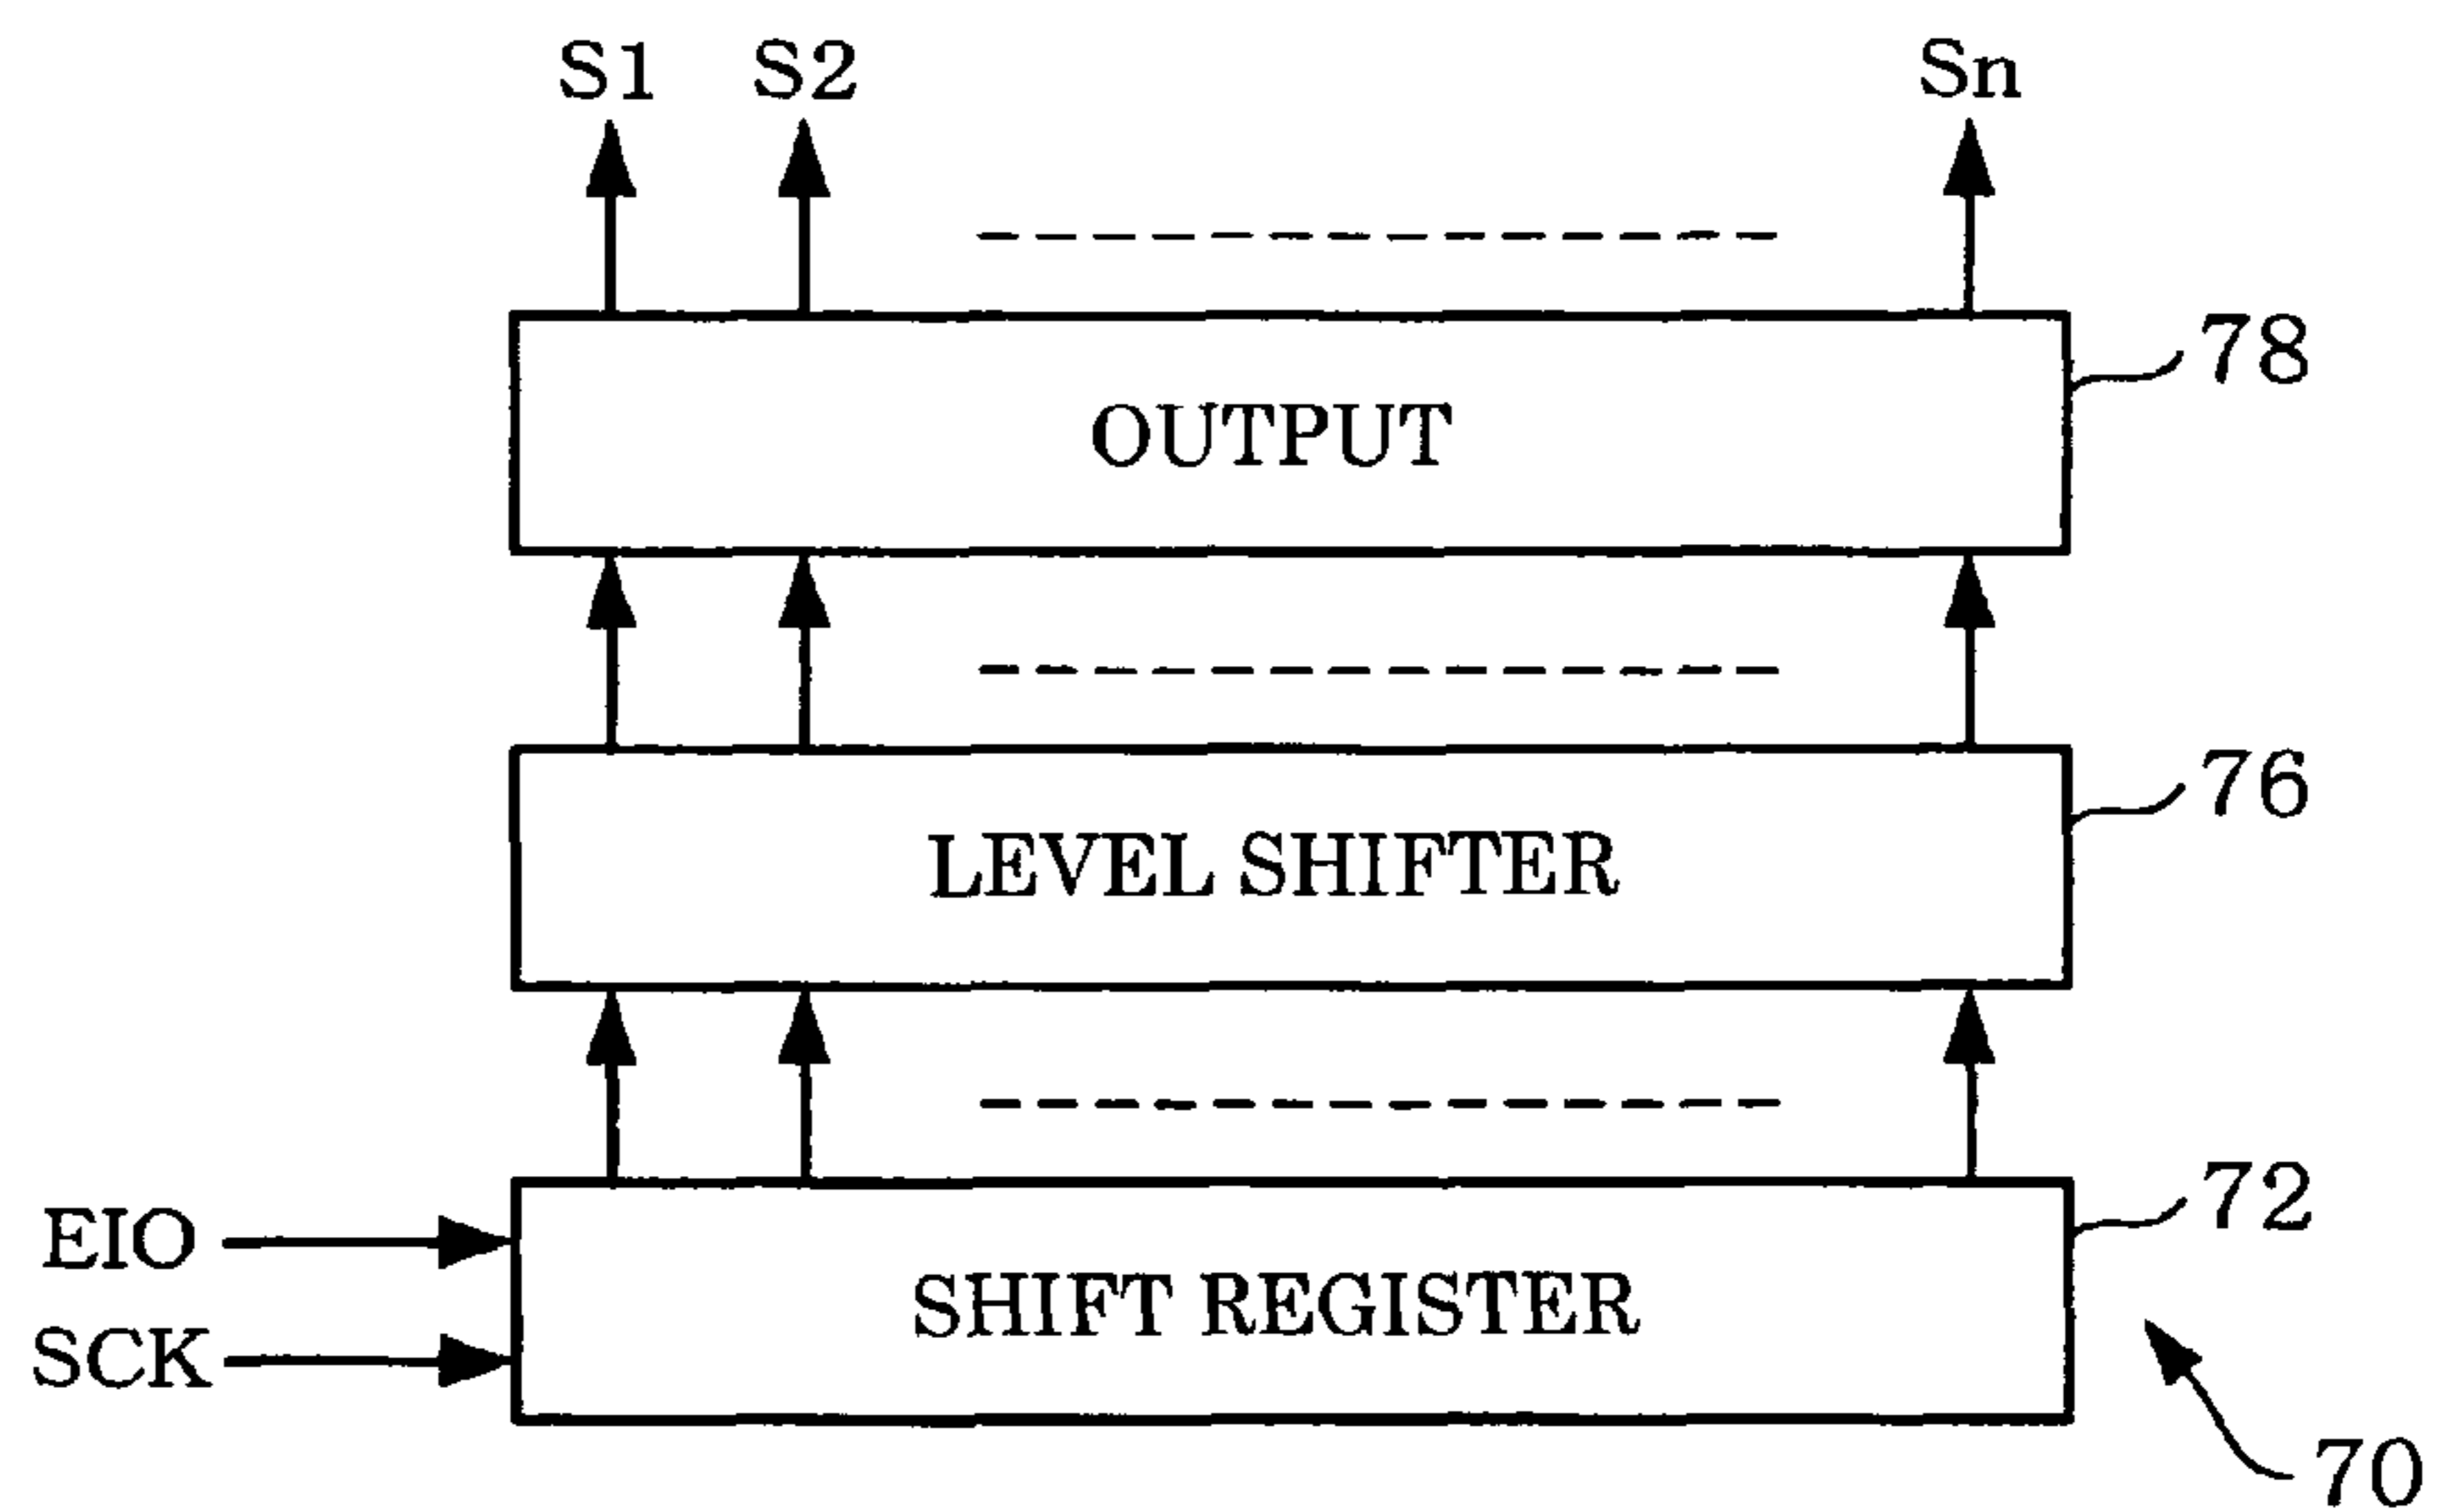 S1 S2 Sn
78
OUTPUT
76
LEVEL SHIFTER
72
EIO
SHIFT REGISTER
SCK
70